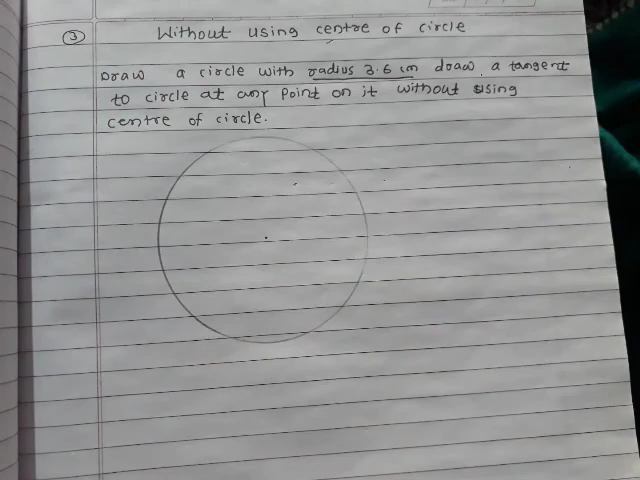 ③ Without using centre of circle
Draw a circle with radius 3.6 cm draw a tangent
to circle at any point on it without using
centre of circle.